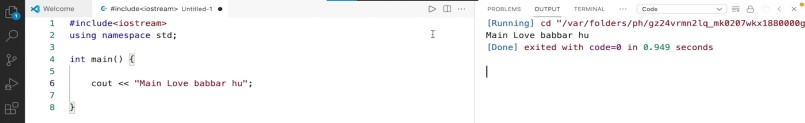 Welcome
#include<iostream> Untitled-1
1 #include<iostream>
2 using namespace std;
3
4 int main() {
5
6 cout << "Main Love babbar hu";
7
8 }
PROBLEMS OUTPUT TERMINAL ... Code
[Running] cd "/var/folders/ph/gz24vrmn2lq_mk0207wkx1880000g
Main Love babbar hu
[Done] exited with code=0 in 0.949 seconds